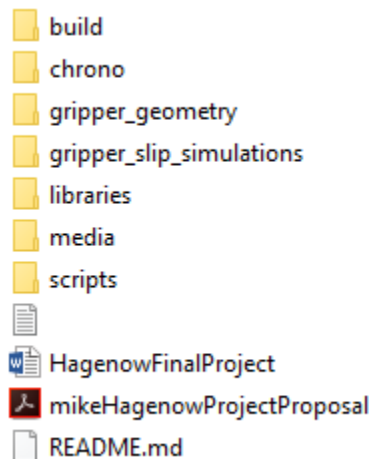 build
chrono
gripper_geometry
gripper_slip_simulations
libraries
media
scripts
HagenowFinalProject
mikeHagenowProjectProposal
README.md